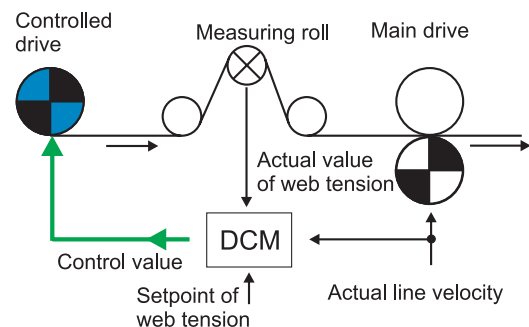 Controlled
drive
Measuring roll
Main drive
Actual value
of web tension
DCM
Control value
Setpoint of
web tension
Actual line velocity